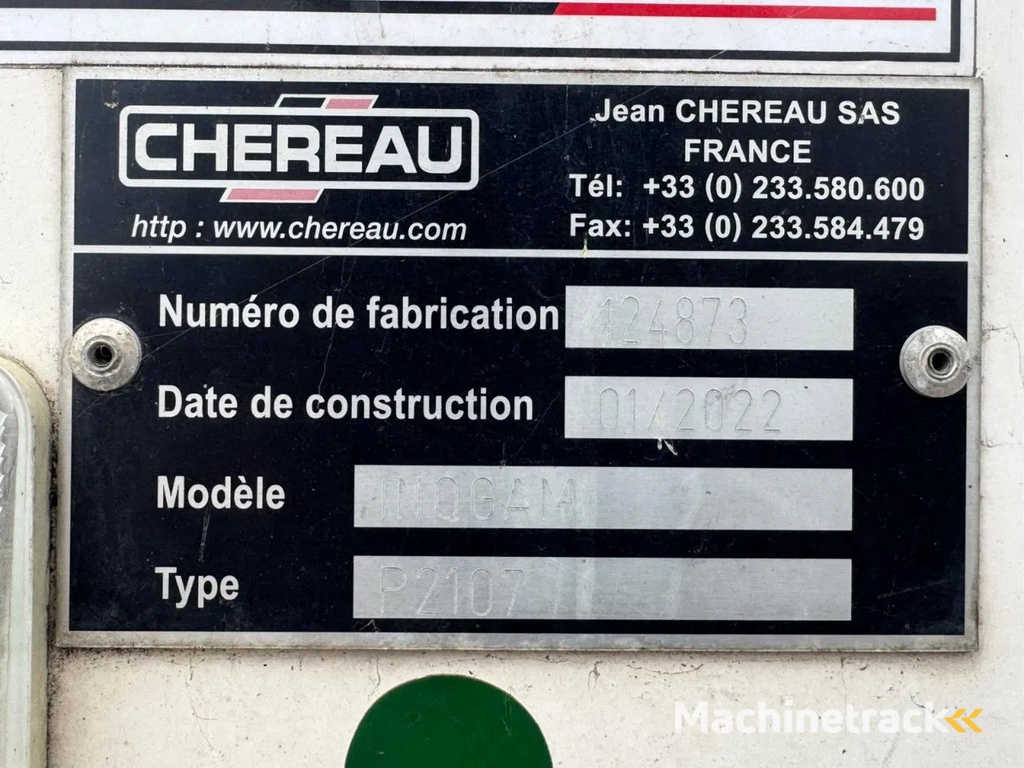 CHEREAU
http : www.chereau.com
Jean CHEREAU SAS
FRANCE
Tél: +33 (0) 233.580.600
Fax: +33 (0) 233.584.479
Numéro de fabrication 124873
Date de construction 01/2022
Modèle INOGAM
Type P2107
Machinetrack